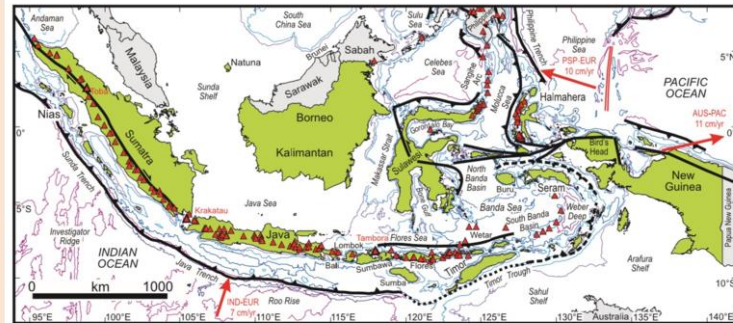 Andaman
Sea
South
China Sea
Sulu
Sea
Philippine Trench
Philippine
Sea
5°N
PSP-EUR
10 cm/yr
PACIFIC
OCEAN
AUS-PAC
11 cm/yr
Malaysia
Natuna
Brunei
Sabah
Sarawak
Celebes
Sea
Sangihe
Arc
Molucca
Sea
Halmahera
Toba
Sunda
Shelf
Borneo
Kalimantan
Gorontalo Bay
Bird's
Head
0°
0°
Nias
Sumatra
Makassar Strait
Sulawesi
North
Banda
Basin
Buru
Seram
New
Guinea
Papua New Guinea
Sunda Trench
Java Sea
Banda Sea
Weber
Deep
South Banda
Basin
5°S
Krakatau
Java
Lombok
Tambora
Flores Sea
Wetar
Investigator
Ridge
INDIAN
OCEAN
Java Trench
Bali
Sumbawa
Flores
Timor
Sumba
Timor Trough
Arafura
Shelf
10°S
0
km
1000
Roo Rise
Sahul
Shelf
IND-EUR
7 cm/yr
Australia
95°E
100°E
105°E
110°E
115°E
120°E
125°E
130°E
135°E
140°E